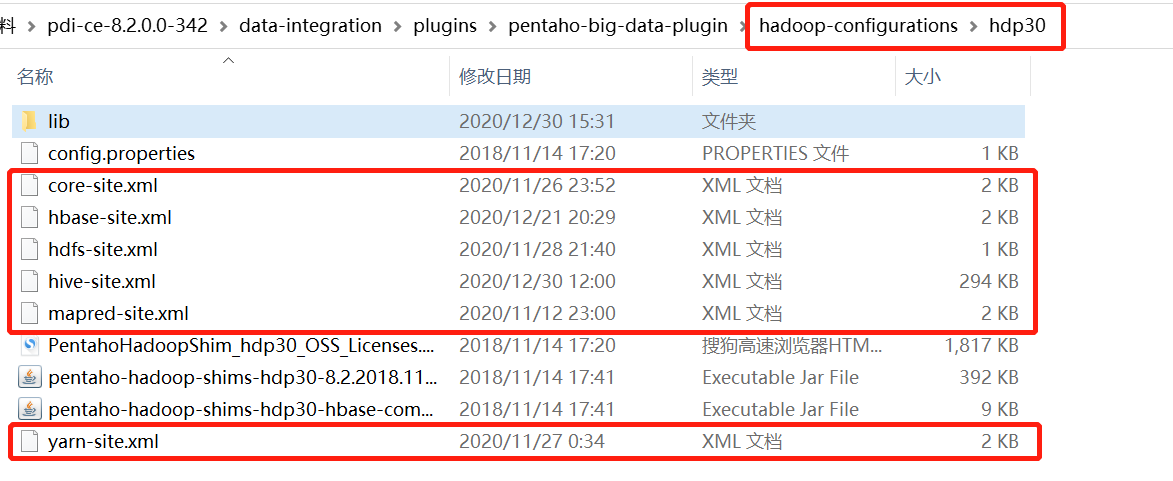 料 > pdi-ce-8.2.0.0-342 > data-integration > plugins > pentaho-big-data-plugin > hadoop-configurations > hdp30
名称 修改日期 类型 大小
lib 2020/12/30 15:31 文件夹
config.properties 2018/11/14 17:20 PROPERTIES 文件 1 KB
core-site.xml 2020/11/26 23:52 XML 文档 2 KB
hbase-site.xml 2020/12/21 20:29 XML 文档 2 KB
hdfs-site.xml 2020/11/28 21:40 XML 文档 1 KB
hive-site.xml 2020/12/30 12:00 XML 文档 294 KB
mapred-site.xml 2020/11/12 23:00 XML 文档 2 KB
PentahoHadoopShim_hdp30_OSS_Licenses.... 2018/11/14 17:20 搜狗高速浏览器HTM... 1,817 KB
pentaho-hadoop-shims-hdp30-8.2.2018.11... 2018/11/14 17:41 Executable Jar File 392 KB
pentaho-hadoop-shims-hdp30-hbase-com... 2018/11/14 17:41 Executable Jar File 9 KB
yarn-site.xml 2020/11/27 0:34 XML 文档 2 KB